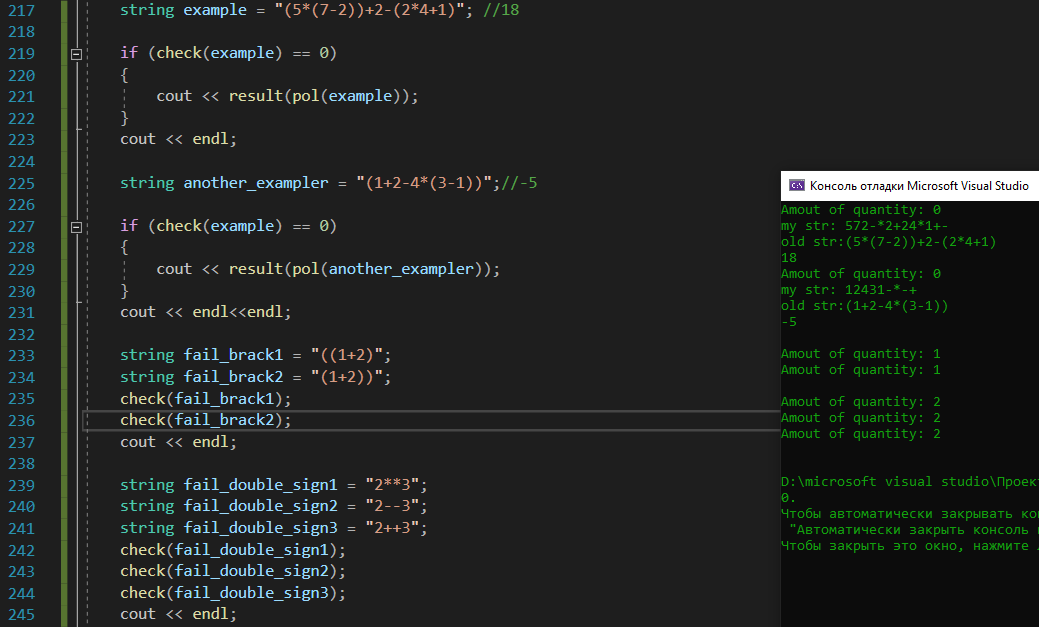 217 string example = "(5*(7-2))+2-(2*4+1)"; //18
218
219 if (check(example) == 0)
220 {
221 cout << result(pol(example));
222 }
223 cout << endl;
224
225 string another_exampler = "(1+2-4*(3-1))";//-5
226
227 if (check(example) == 0)
228 {
229 cout << result(pol(another_exampler));
230 }
231 cout << endl<<endl;
232
233 string fail_brack1 = "((1+2)";
234 string fail_brack2 = "(1+2))";
235 check(fail_brack1);
236 check(fail_brack2);
237 cout << endl;
238
239 string fail_double_sign1 = "2**3";
240 string fail_double_sign2 = "2--3";
241 string fail_double_sign3 = "2++3";
242 check(fail_double_sign1);
243 check(fail_double_sign2);
244 check(fail_double_sign3);
245 cout << endl;
Консоль отладки Microsoft Visual Studio
Amout of quantity: 0
my str: 572-*2+24*1+-
old str:(5*(7-2))+2-(2*4+1)
18
Amout of quantity: 0
my str: 12431-*-+
old str:(1+2-4*(3-1))
-5
Amout of quantity: 1
Amout of quantity: 1
Amout of quantity: 2
Amout of quantity: 2
Amout of quantity: 2
D:\microsoft visual studio\Проек
0.
Чтобы автоматически закрывать ко
"Автоматически закрыть консоль
Чтобы закрыть это окно, нажмите